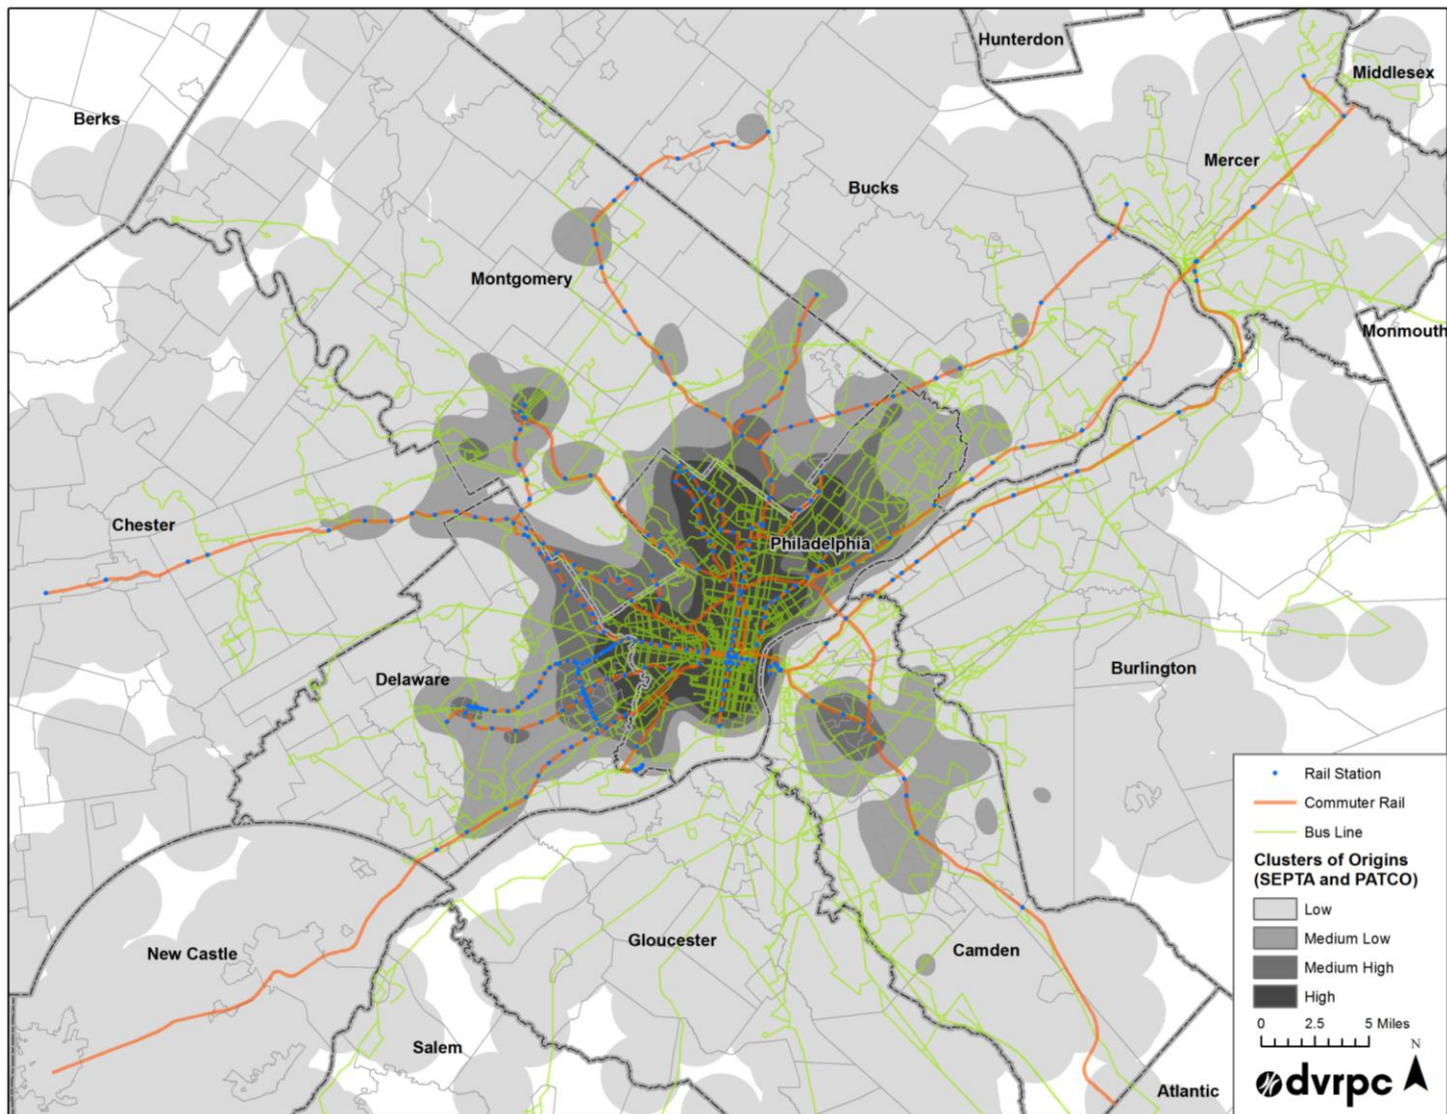 Hunterdon
Middlesex
Berks
Mercer
Bucks
Montgomery
Monmouth
Chester
Philadelphia
Delaware
Burlington
New Castle
Gloucester
Camden
Salem
Atlantic
Rail Station
Commuter Rail
Bus Line
Clusters of Origins
(SEPTA and PATCO)
Low
Medium Low
Medium High
High
0 2.5 5 Miles
N
dvrpc